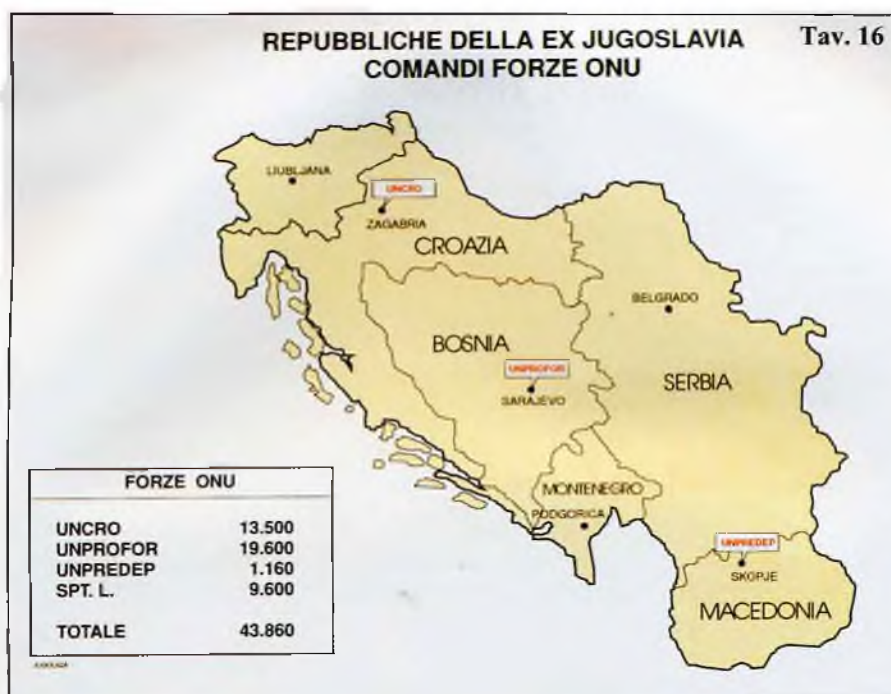 REPUBBLICHE DELLA EX JUGOSLAVIA
COMANDI FORZE ONU
Tav. 16
LJUBLJANA
UNCRO
ZAGABRIA
CROAZIA
BELGRADO
BOSNIA
UNPROFOR
SARAJEVO
SERBIA
MONTENEGRO
PODGORICA
UNPREDEP
SKOPJE
MACEDONIA
FORZE ONU
UNCRO 13.500
UNPROFOR 19.600
UNPREDEP 1.160
SPT. L. 9.600
TOTALE 43.860